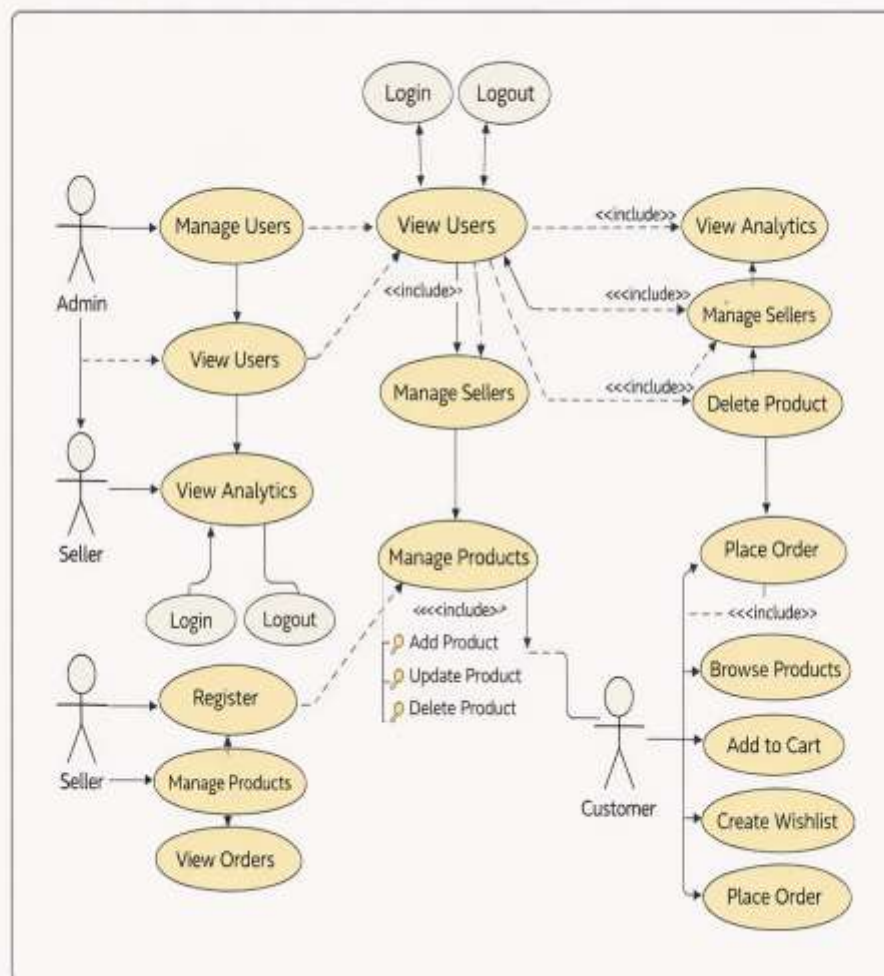 Login
Logout
Manage Users
View Users
<<include>>
View Analytics
Admin
<<include>>
<<<include>>
Manage Sellers
View Users
Manage Sellers
<<<include>>
Delete Product
Seller
View Analytics
Manage Products
Place Order
Login
Logout
<<<<include>>
<<<include>>
Add Product
Browse Products
Update Product
Register
Delete Product
Seller
Manage Products
Customer
Add to Cart
Create Wishlist
View Orders
Place Order